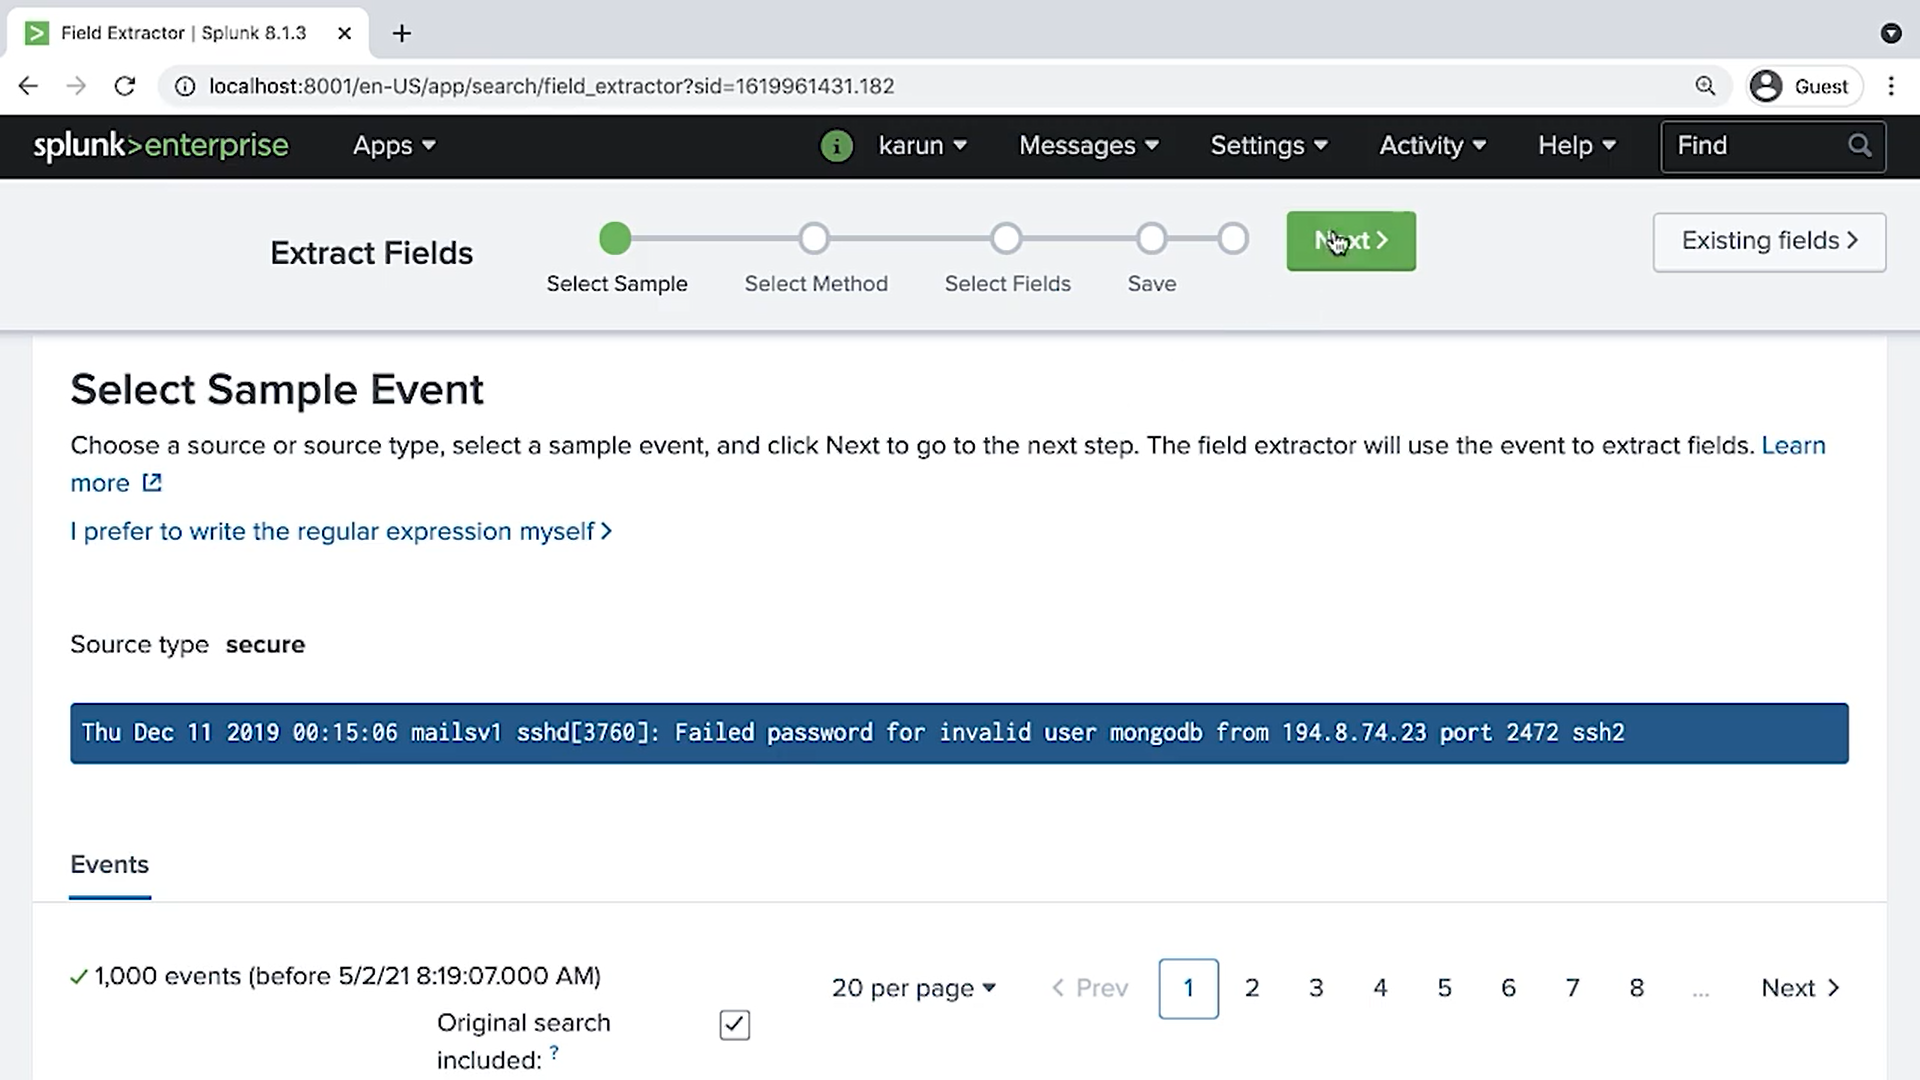 Field Extractor | Splunk 8.1.3
localhost:8001/en-US/app/search/field_extractor?sid=1619961431.182
Guest
splunk>enterprise Apps i karun Messages Settings Activity Help Find
Extract Fields
Select Sample Select Method Select Fields Save
Next >
Existing fields >
Select Sample Event
Choose a source or source type, select a sample event, and click Next to go to the next step. The field extractor will use the event to extract fields. Learn
more
I prefer to write the regular expression myself >
Source type secure
Thu Dec 11 2019 00:15:06 mailsv1 sshd[3760]: Failed password for invalid user mongodb from 194.8.74.23 port 2472 ssh2
Events
✓ 1,000 events (before 5/2/21 8:19:07.000 AM)
20 per page < Prev 1 2 3 4 5 6 7 8 ... Next >
Original search
included: ?